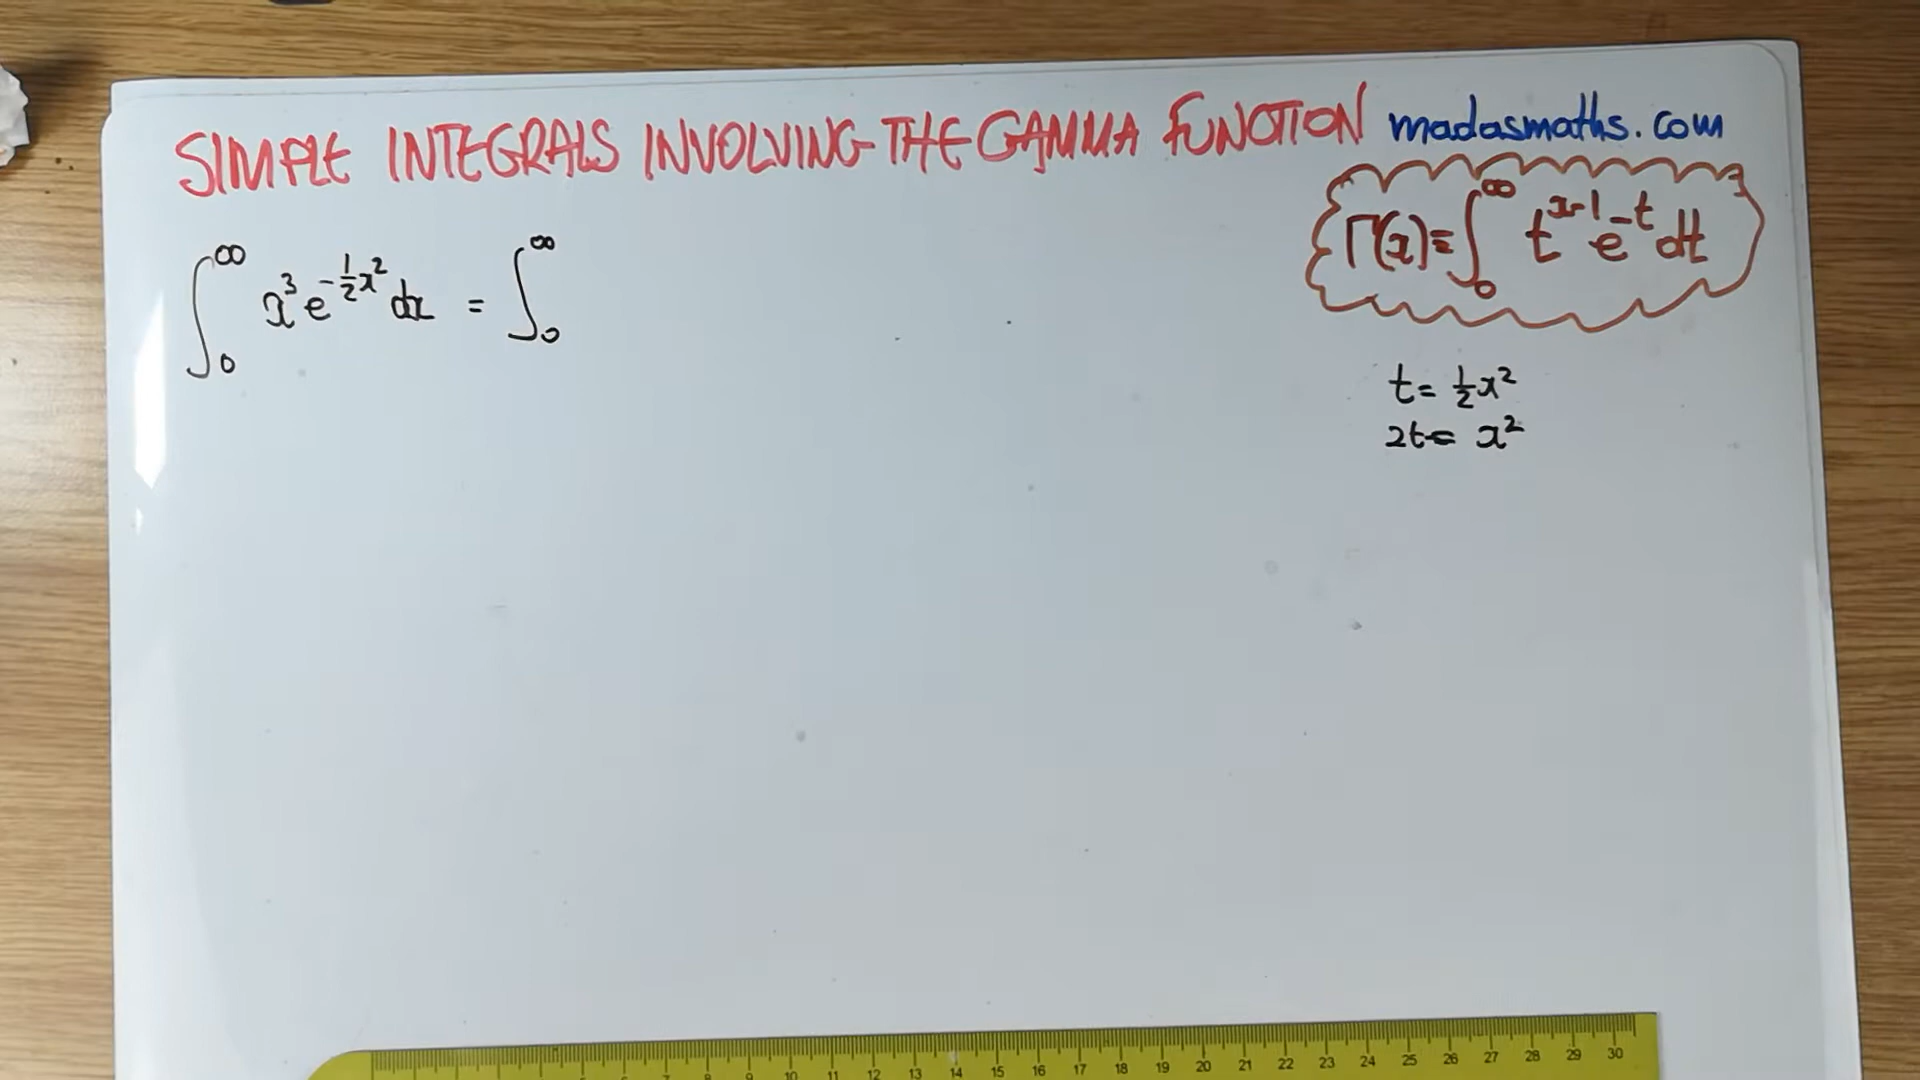 SIMPLE INTEGRALS INVOLVING THE GAMMA FUNCTION madasmaths.com
Γ(x) = ∫₀^∞ t^(x-1) e^(-t) dt
∫₀^∞ x³ e^(-½x²) dx = ∫₀^∞
t = ½x²
2t = x²
10 11 12 13 14 15 16 17 18 19 20 21 22 23 24 25 26 27 28 29 30